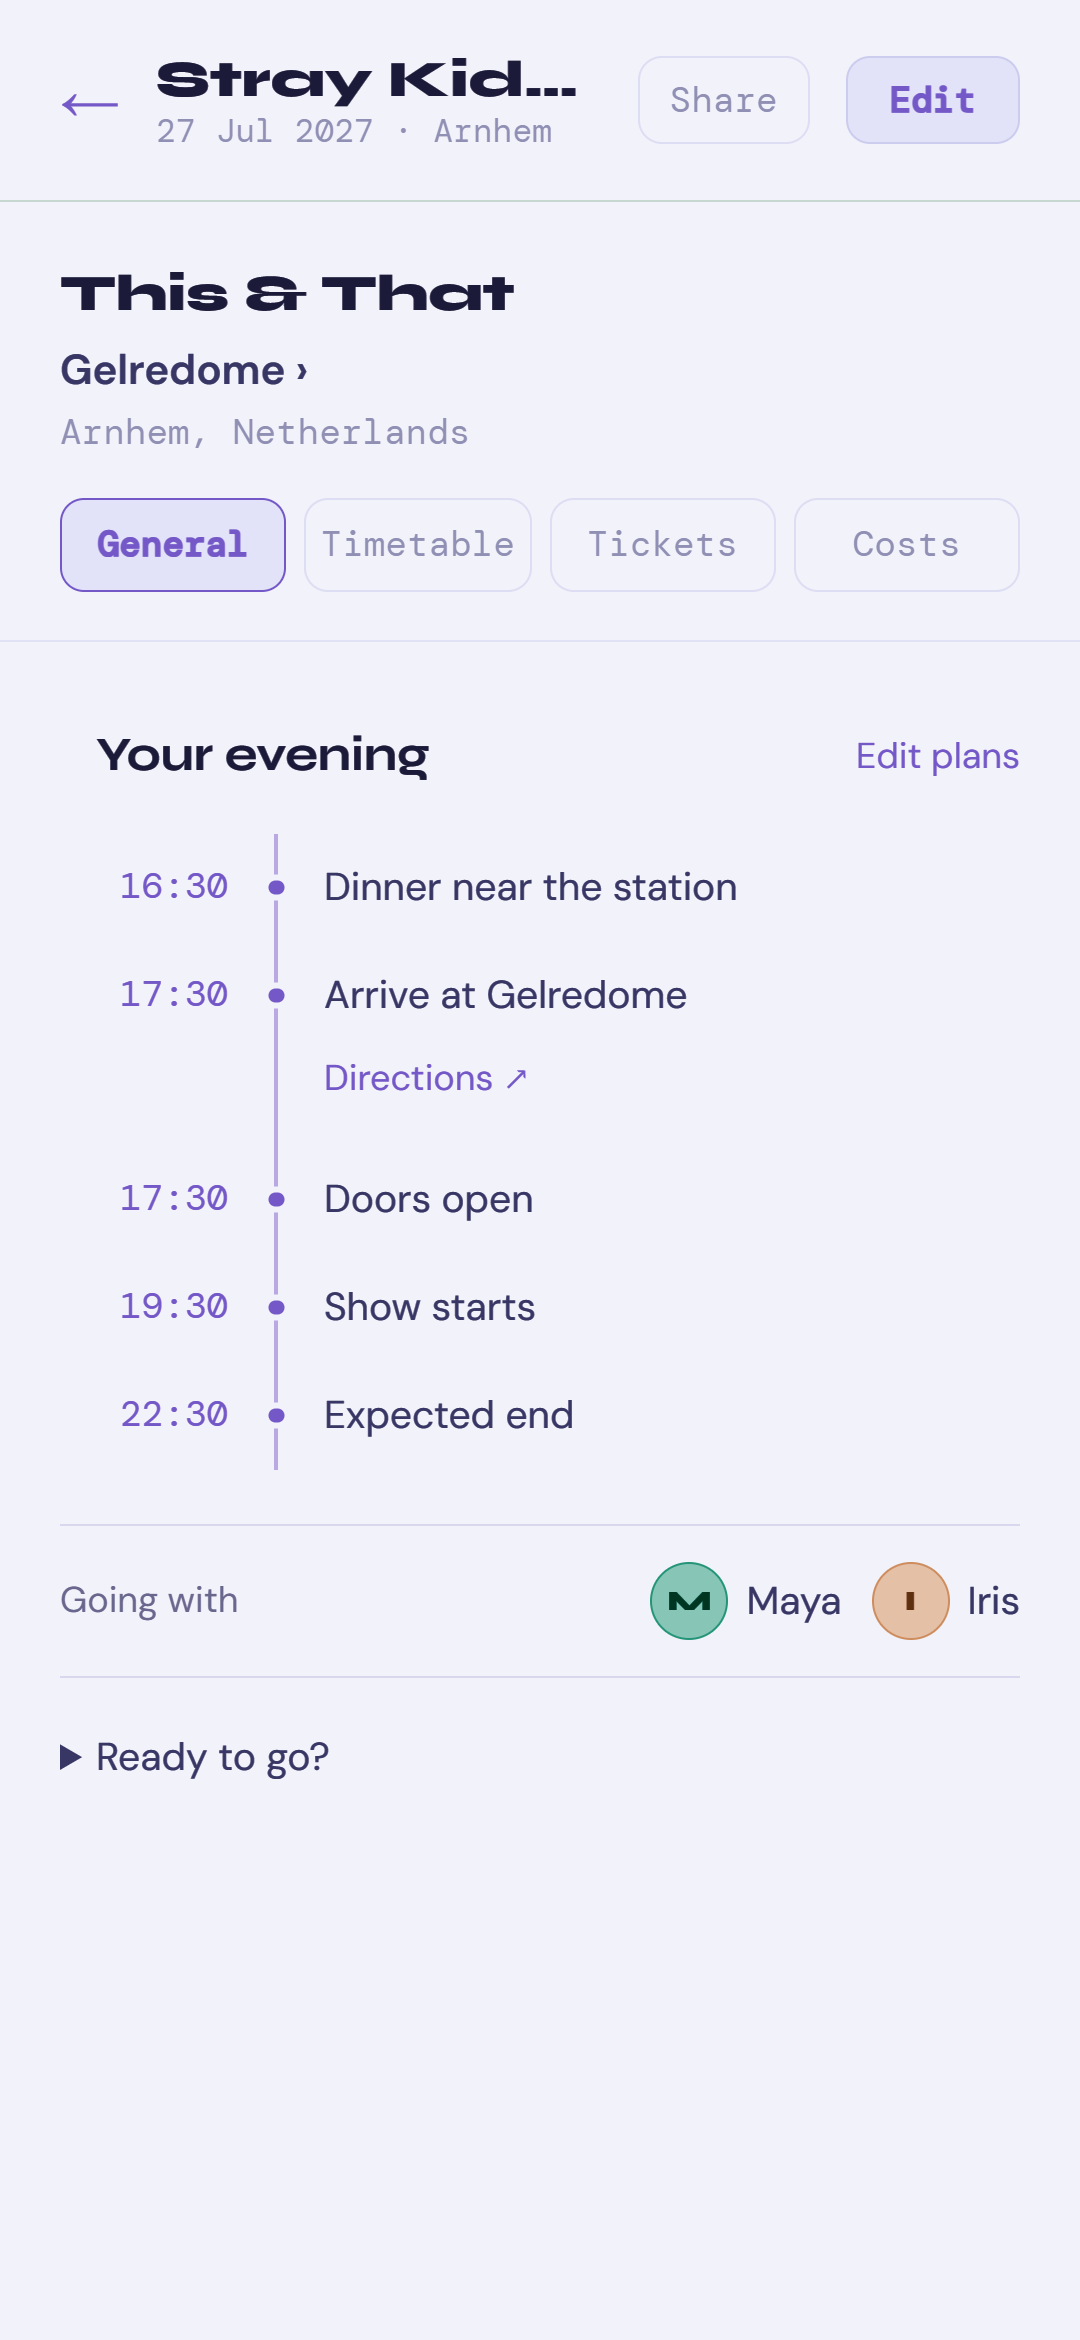 ← Stray Kid... Share Edit
27 Jul 2027 · Arnhem
This & That
Gelredome ›
Arnhem, Netherlands
General Timetable Tickets Costs
Your evening Edit plans
16:30 Dinner near the station
17:30 Arrive at Gelredome
Directions ↗
17:30 Doors open
19:30 Show starts
22:30 Expected end
Going with M Maya I Iris
▶ Ready to go?